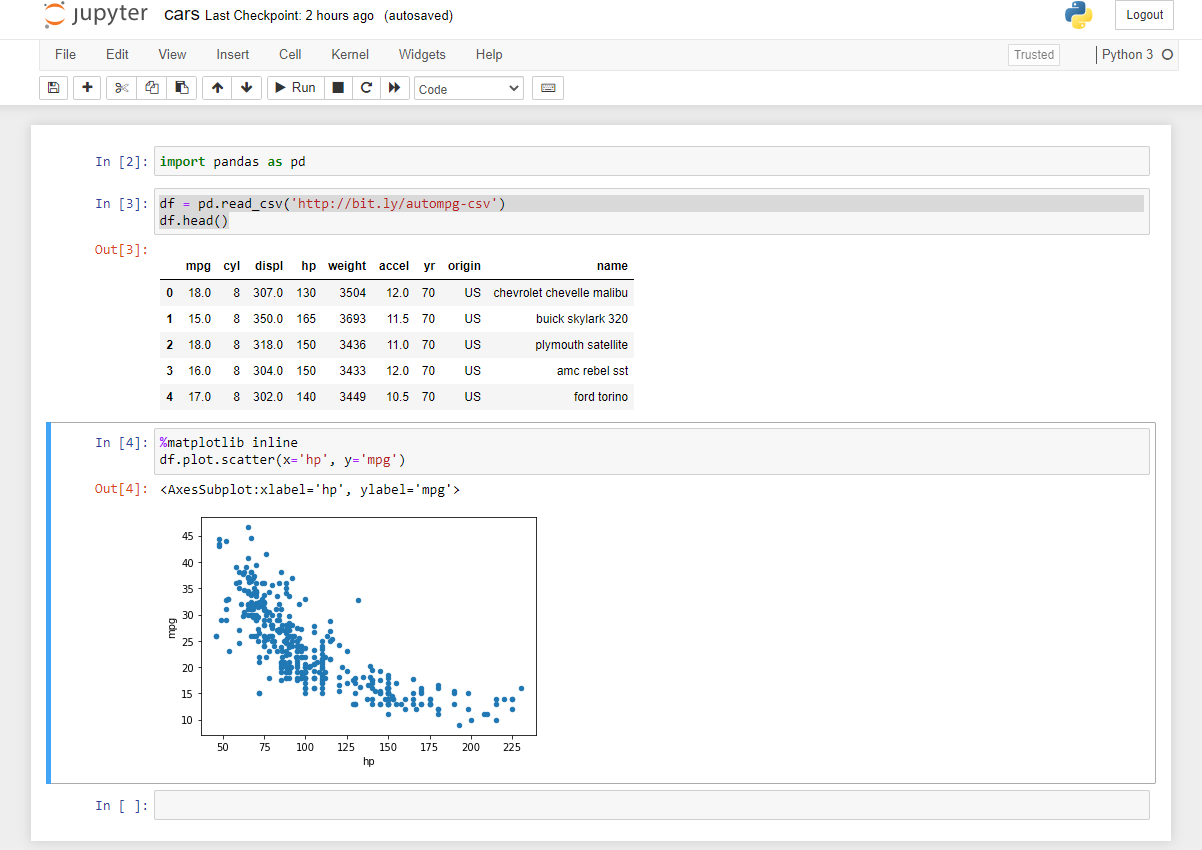 jupyter cars Last Checkpoint: 2 hours ago (autosaved) Logout
File Edit View Insert Cell Kernel Widgets Help Trusted Python 3
Run Code
In [2]: import pandas as pd
In [3]: df = pd.read_csv('http://bit.ly/autompg-csv')
df.head()
Out[3]:
mpg cyl displ hp weight accel yr origin name
0 18.0 8 307.0 130 3504 12.0 70 US chevrolet chevelle malibu
1 15.0 8 350.0 165 3693 11.5 70 US buick skylark 320
2 18.0 8 318.0 150 3436 11.0 70 US plymouth satellite
3 16.0 8 304.0 150 3433 12.0 70 US amc rebel sst
4 17.0 8 302.0 140 3449 10.5 70 US ford torino
In [4]: %matplotlib inline
df.plot.scatter(x='hp', y='mpg')
Out[4]: <AxesSubplot:xlabel='hp', ylabel='mpg'>
45
40
35
30
mpg
25
20
15
10
50 75 100 125 150 175 200 225
hp
In [ ]: